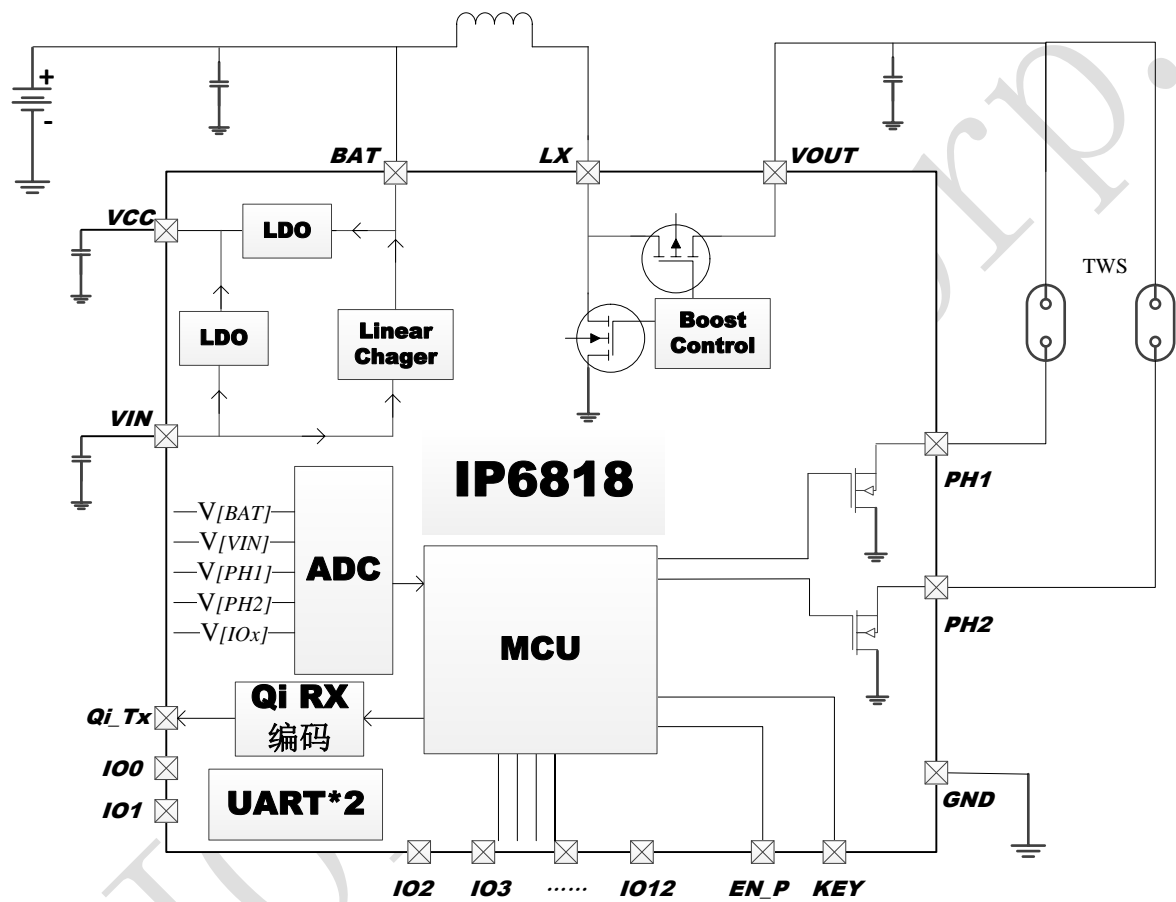 +
-
BAT
LX
VOUT
VCC
LDO
TWS
LDO
Linear
Chager
Boost
Control
VIN
IP6818
PH1
V[BAT]
V[VIN]
V[PH1]
V[PH2]
V[IOx]
ADC
MCU
PH2
Qi_Tx
Qi RX
编码
IO0
IO1
UART*2
GND
IO2
IO3
......
IO12
EN_P
KEY
orp.